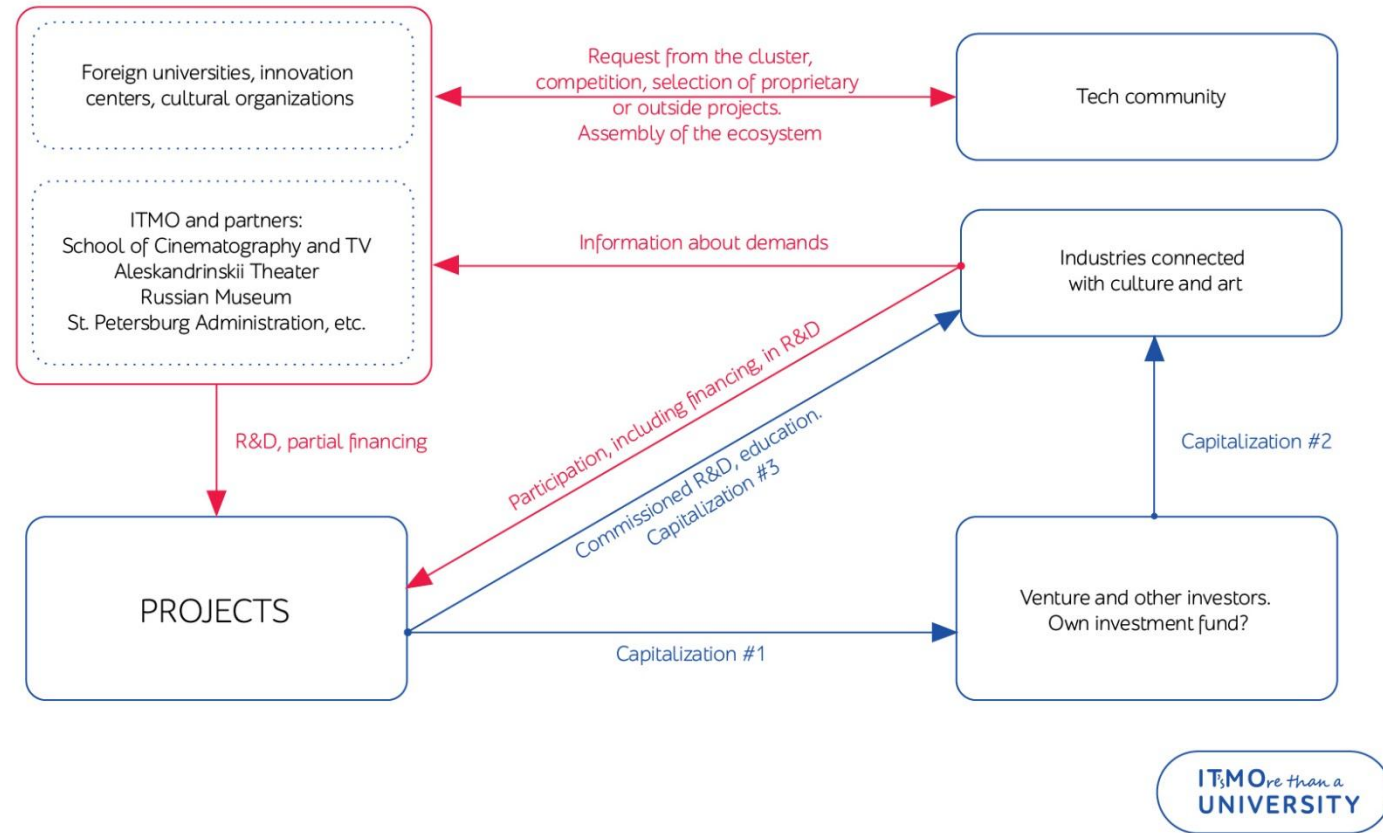 Foreign universities, innovation
centers, cultural organizations
Request from the cluster,
competition, selection of proprietary
or outside projects.
Assembly of the ecosystem
Tech community
ITMO and partners:
School of Cinematography and TV
Aleskandrinskii Theater
Russian Museum
St. Petersburg Administration, etc.
Information about demands
Industries connected
with culture and art
R&D, partial financing
Participation, including financing, in R&D
Commissioned R&D, education.
Capitalization #3
Capitalization #2
PROJECTS
Capitalization #1
Venture and other investors.
Own investment fund?
IT'sMOre than a
UNIVERSITY